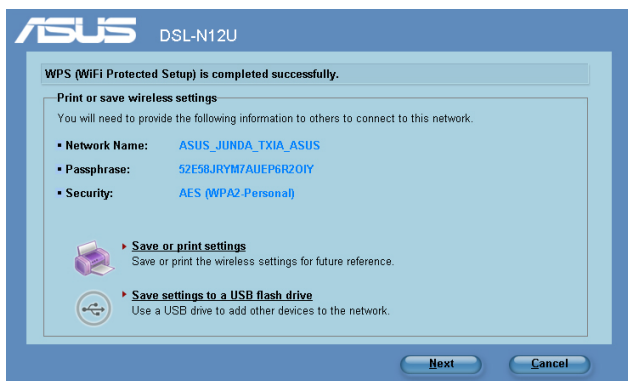 ASUS DSL-N12U
WPS (WiFi Protected Setup) is completed successfully.
Print or save wireless settings
You will need to provide the following information to others to connect to this network.
Network Name: ASUS_JUNDA_TXIA_ASUS
Passphrase: 52E58JRYM7AUEP6R2OIY
Security: AES (WPA2-Personal)
Save or print settings
Save or print the wireless settings for future reference.
Save settings to a USB flash drive
Use a USB drive to add other devices to the network.
Next Cancel